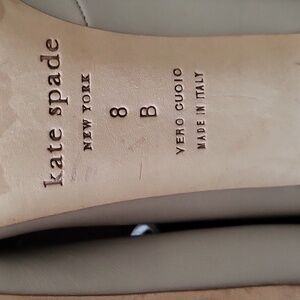 kate spade
NEW YORK
8
B
VERO CUOIO
MADE IN ITALY